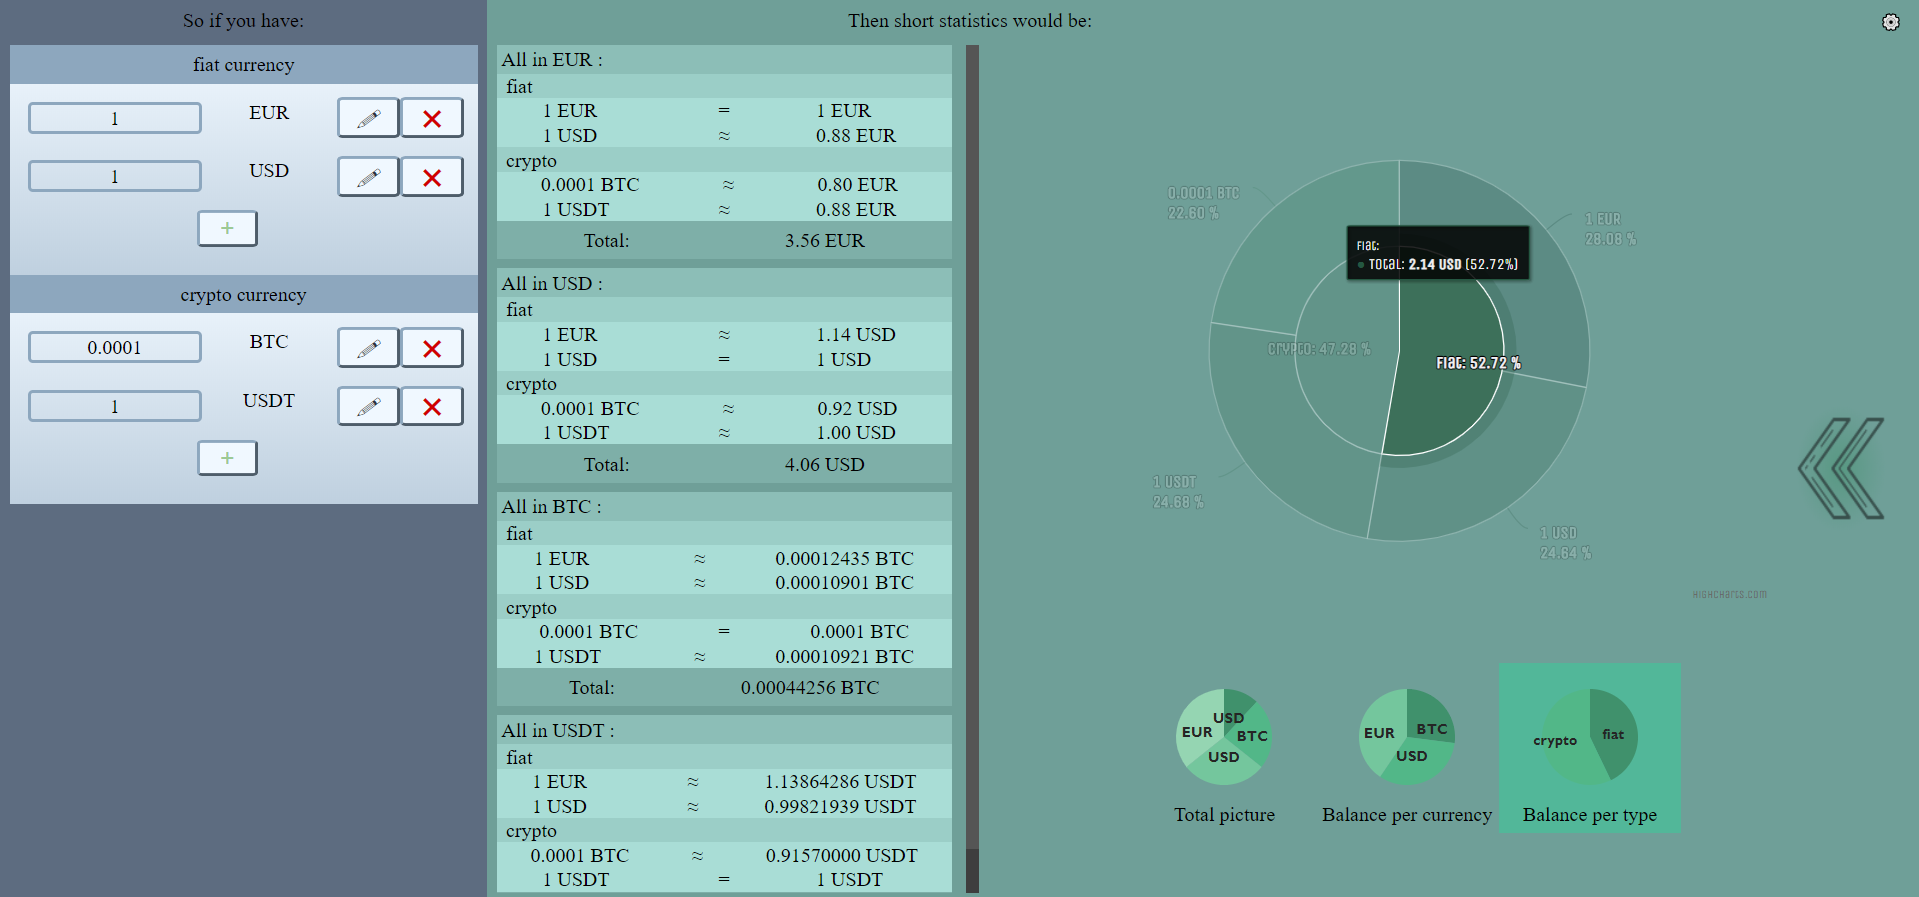 So if you have:
fiat currency
1 EUR
1 USD
+
crypto currency
0.0001 BTC
1 USDT
+
Then short statistics would be:
All in EUR :
fiat
1 EUR = 1 EUR
1 USD ≈ 0.88 EUR
crypto
0.0001 BTC ≈ 0.80 EUR
1 USDT ≈ 0.88 EUR
Total: 3.56 EUR
All in USD :
fiat
1 EUR ≈ 1.14 USD
1 USD = 1 USD
crypto
0.0001 BTC ≈ 0.92 USD
1 USDT ≈ 1.00 USD
Total: 4.06 USD
All in BTC :
fiat
1 EUR ≈ 0.00012435 BTC
1 USD ≈ 0.00010901 BTC
crypto
0.0001 BTC = 0.0001 BTC
1 USDT ≈ 0.00010921 BTC
Total: 0.00044256 BTC
All in USDT :
fiat
1 EUR ≈ 1.13864286 USDT
1 USD ≈ 0.99821939 USDT
crypto
0.0001 BTC ≈ 0.91570000 USDT
1 USDT = 1 USDT
0.0001 BTC
22.60 %
1 EUR
28.08 %
Fiat:
● Total: 2.14 USD (52.72%)
Crypto: 47.28 %
Fiat: 52.72 %
1 USDT
24.68 %
1 USD
24.64 %
Highcharts.com
USD
EUR
BTC
USD
Total picture
EUR
BTC
USD
Balance per currency
crypto
fiat
Balance per type